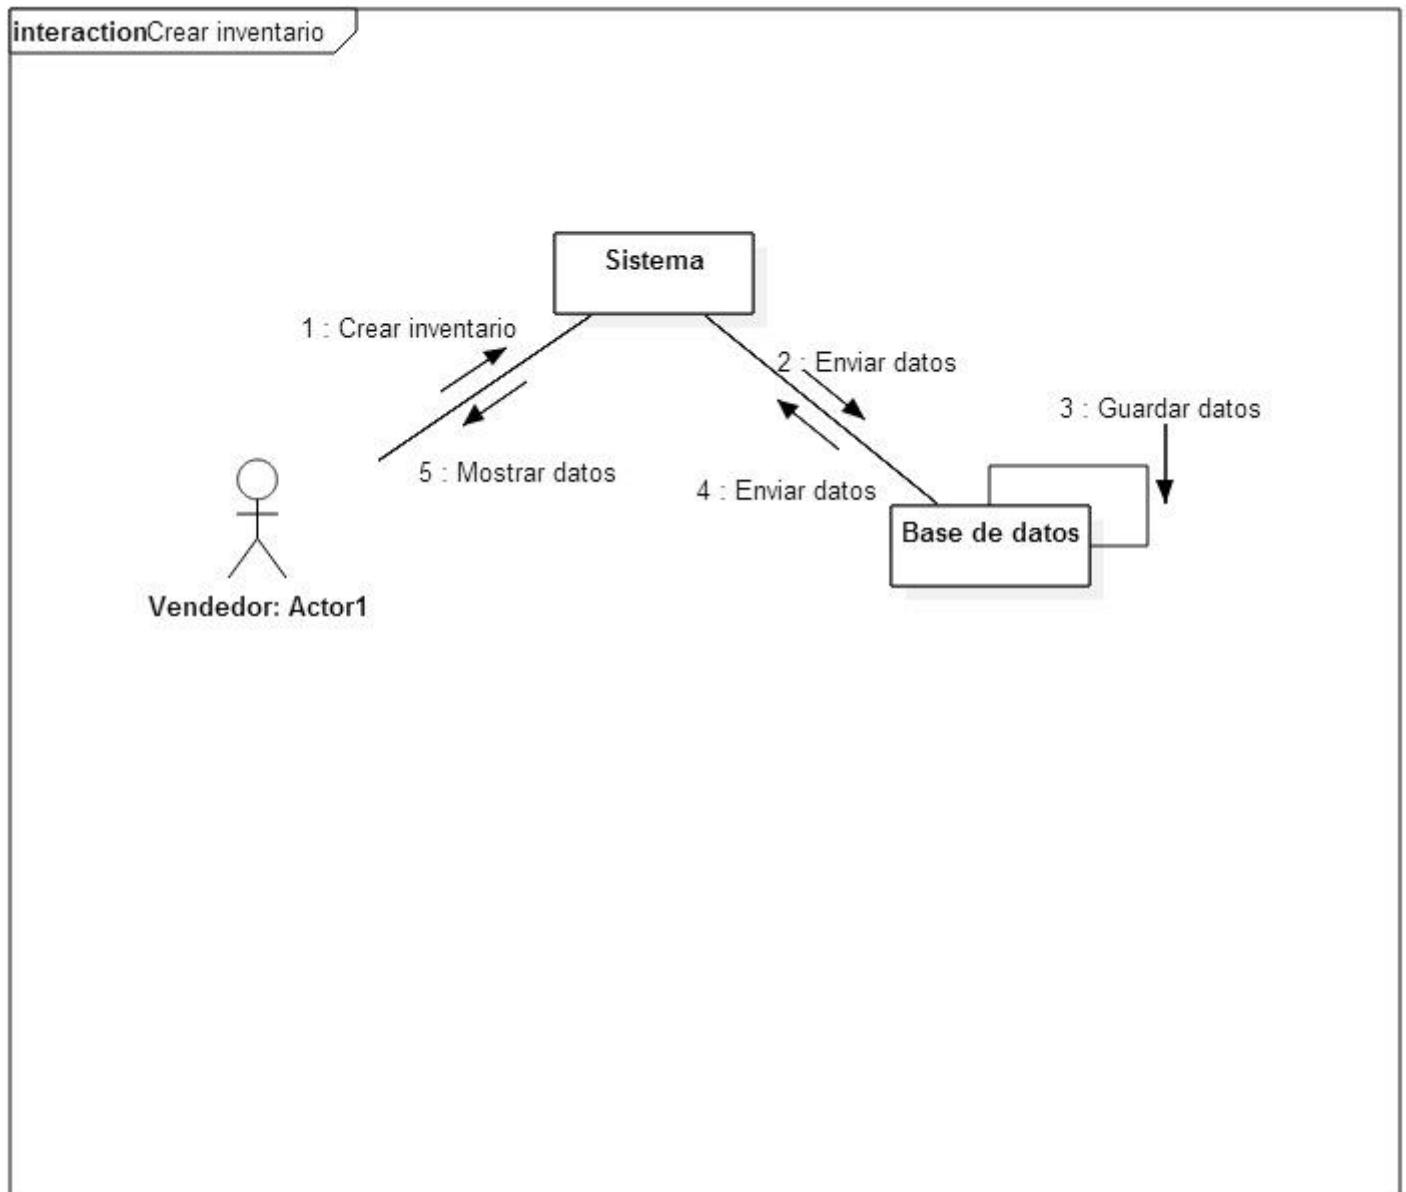 interactionCrear inventario
Sistema
1 : Crear inventario
2 : Enviar datos
3 : Guardar datos
5 : Mostrar datos
4 : Enviar datos
Base de datos
Vendedor: Actor1